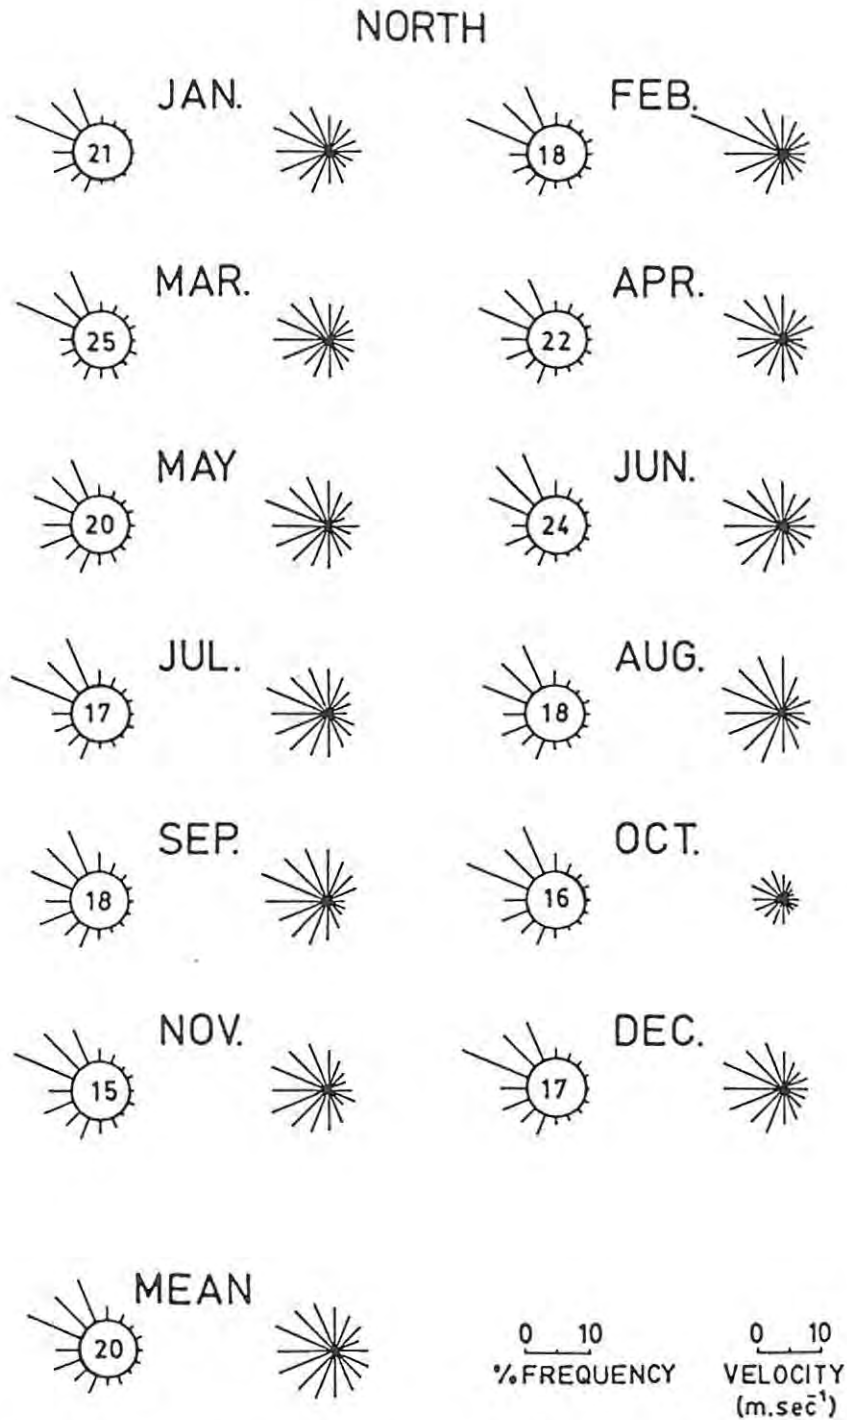 NORTH
JAN. FEB.
21 18
MAR. APR.
25 22
MAY JUN.
20 24
JUL. AUG.
17 18
SEP. OCT.
18 16
NOV. DEC.
15 17
MEAN
20
0 10 0 10
%FREQUENCY VELOCITY
(m.sec⁻¹)